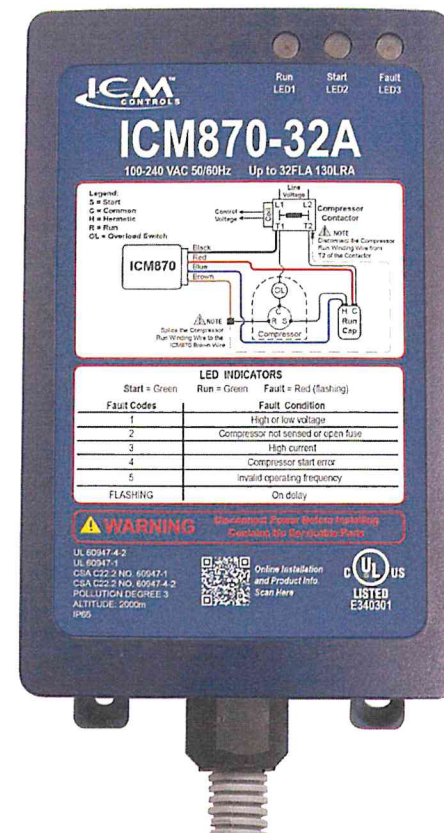 Run Start Fault
LED1 LED2 LED3
ICM™
CONTROLS
ICM870-32A
100-240 VAC 50/60Hz Up to 32FLA 130LRA
Legend:
S = Start
C = Common
H = Hermetic
R = Run
OL = Overload Switch
Line
Voltage
Control
Voltage
Coil
L1 L2
T1 T2
Compressor
Contactor
NOTE
Disconnect the Compressor
Run Winding Wire from
T2 of the Contactor
ICM870
Black
Red
Blue
Brown
OL
C
R S
Compressor
H C
Run
Cap
NOTE
Splice the Compressor
Run Winding Wire to the
ICM870 Brown Wire
LED INDICATORS
Start = Green Run = Green Fault = Red (flashing)
Fault Codes Fault Condition
1 High or low voltage
2 Compressor not sensed or open fuse
3 High current
4 Compressor start error
5 Invalid operating frequency
FLASHING On delay
WARNING
Disconnect Power Before Installing
Contains No Serviceable Parts
UL 60947-4-2
UL 60947-1
CSA C22.2 NO. 60947-1
CSA C22.2 NO. 60947-4-2
POLLUTION DEGREE 3
ALTITUDE: 2000m
IP65
Online Installation
and Product Info.
Scan Here
C UL US
LISTED
E340301